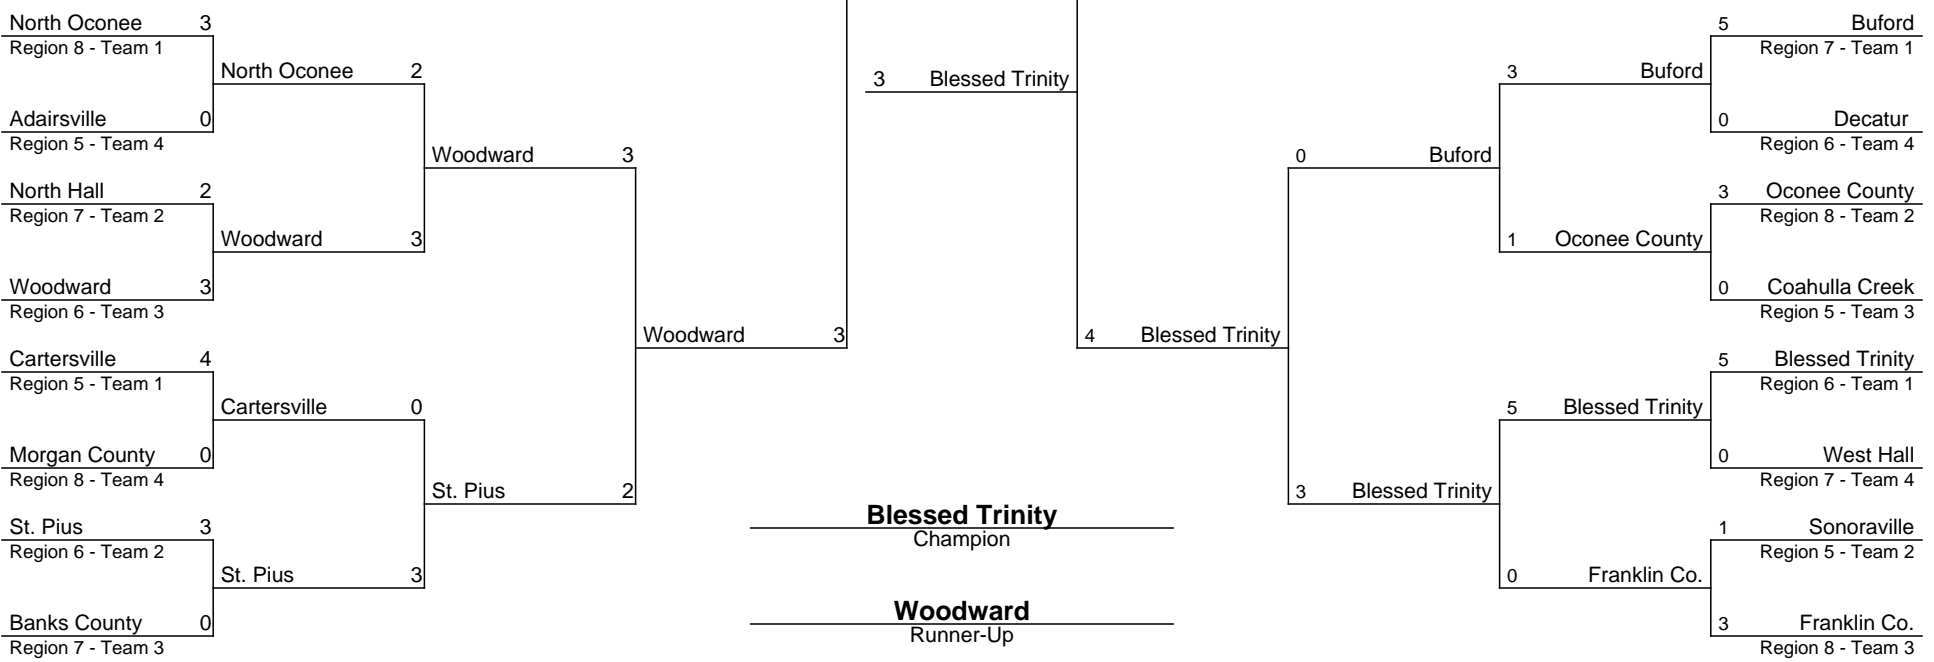 North Oconee 3
Region 8 - Team 1
North Oconee 2
Adairsville 0
Region 5 - Team 4
Woodward 3
North Hall 2
Region 7 - Team 2
Woodward 3
Woodward 3
Region 6 - Team 3
Woodward 3
Cartersville 4
Region 5 - Team 1
Cartersville 0
Morgan County 0
Region 8 - Team 4
St. Pius 2
St. Pius 3
Region 6 - Team 2
St. Pius 3
Banks County 0
Region 7 - Team 3
3 Blessed Trinity
Blessed Trinity
Champion
Woodward
Runner-Up
5 Buford
Region 7 - Team 1
3 Buford
0 Decatur
Region 6 - Team 4
0 Buford
3 Oconee County
Region 8 - Team 2
1 Oconee County
0 Coahulla Creek
Region 5 - Team 3
4 Blessed Trinity
5 Blessed Trinity
Region 6 - Team 1
5 Blessed Trinity
0 West Hall
Region 7 - Team 4
3 Blessed Trinity
1 Sonoraville
Region 5 - Team 2
0 Franklin Co.
3 Franklin Co.
Region 8 - Team 3